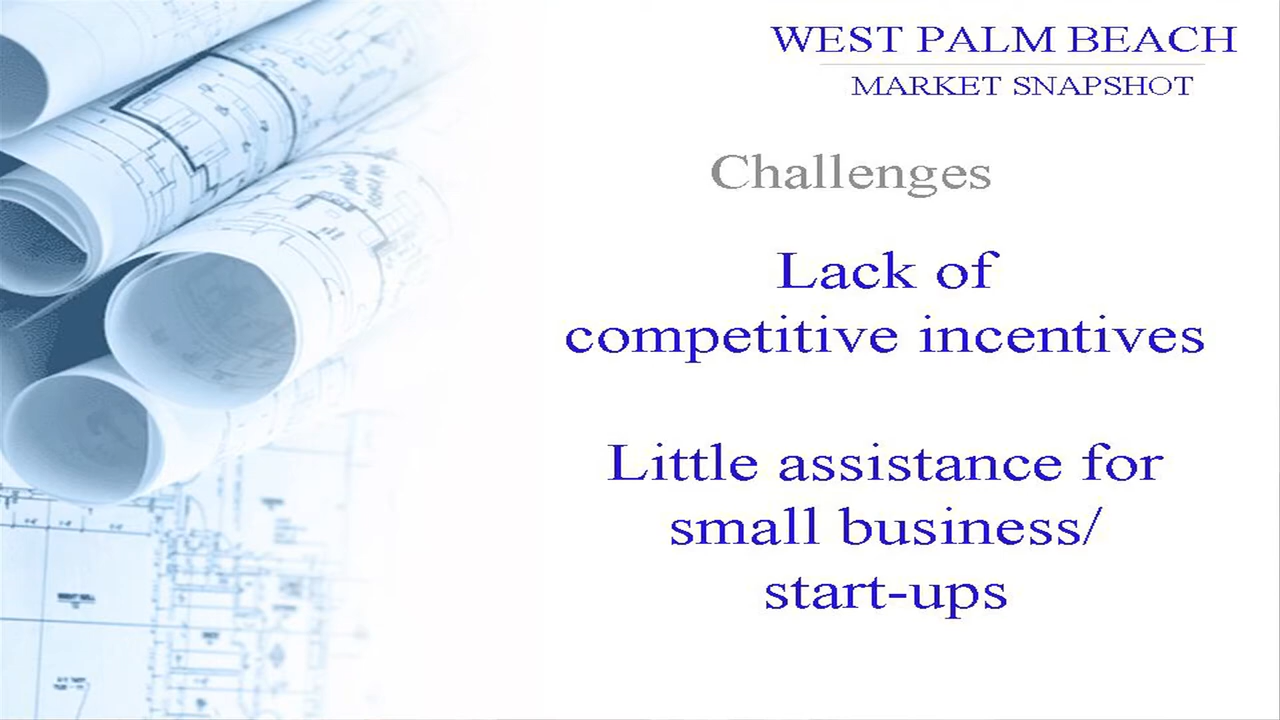 WEST PALM BEACH
MARKET SNAPSHOT
Challenges
Lack of
competitive incentives
Little assistance for
small business/
start-ups